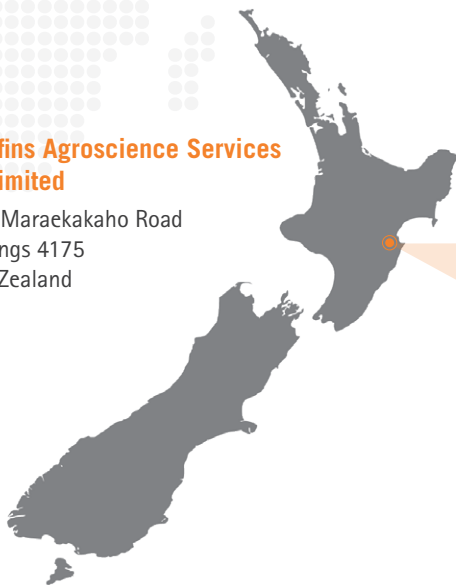 fins Agroscience Services
imited
Maraekakaho Road
ngs 4175
Zealand